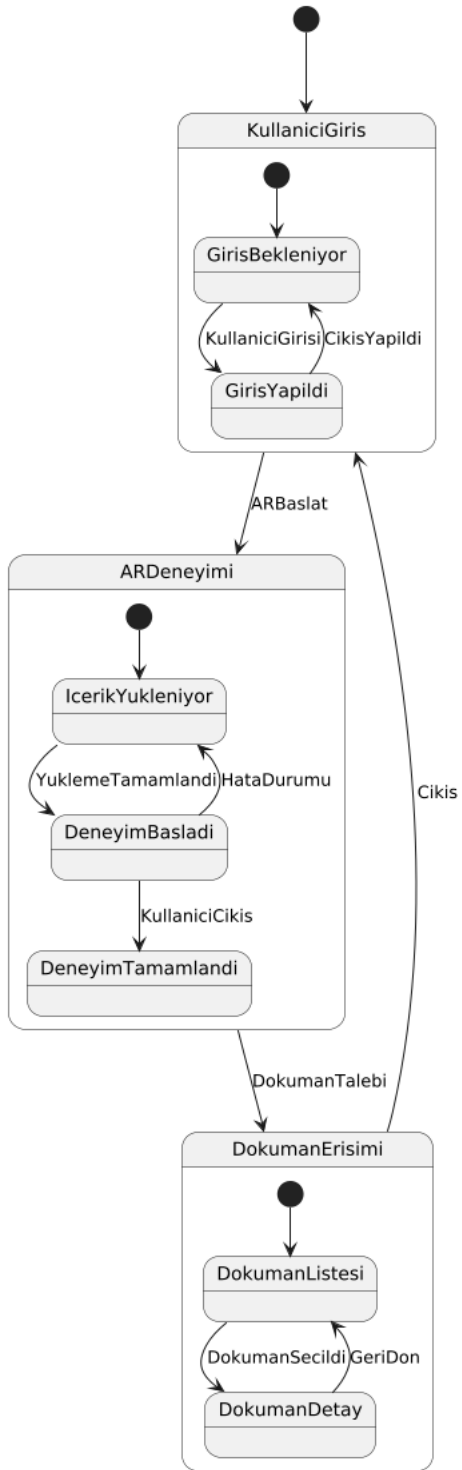 KullaniciGiris
GirisBekleniyor
KullaniciGirisi
CikisYapildi
GirisYapildi
ARBaslat
ARDeneyimi
IcerikYukleniyor
YuklemeTamamlandi
HataDurumu
Cikis
DeneyimBasladi
KullaniciCikis
DeneyimTamamlandi
DokumanTalebi
DokumanErisimi
DokumanListesi
DokumanSecildi
GeriDon
DokumanDetay